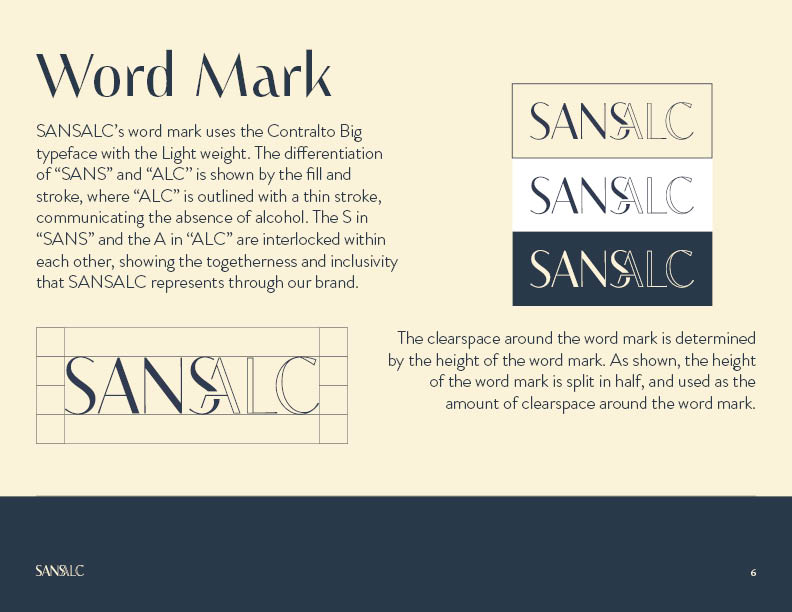 Word Mark
SANSALC’s word mark uses the Contralto Big
typeface with the Light weight. The differentiation
of “SANS” and “ALC” is shown by the fill and
stroke, where “ALC” is outlined with a thin stroke,
communicating the absence of alcohol. The S in
“SANS” and the A in “ALC” are interlocked within
each other, showing the togetherness and inclusivity
that SANSALC represents through our brand.
SANSALC
SANSALC
SANSALC
SANSALC
The clearspace around the word mark is determined
by the height of the word mark. As shown, the height
of the word mark is split in half, and used as the
amount of clearspace around the word mark.
SANSALC
6